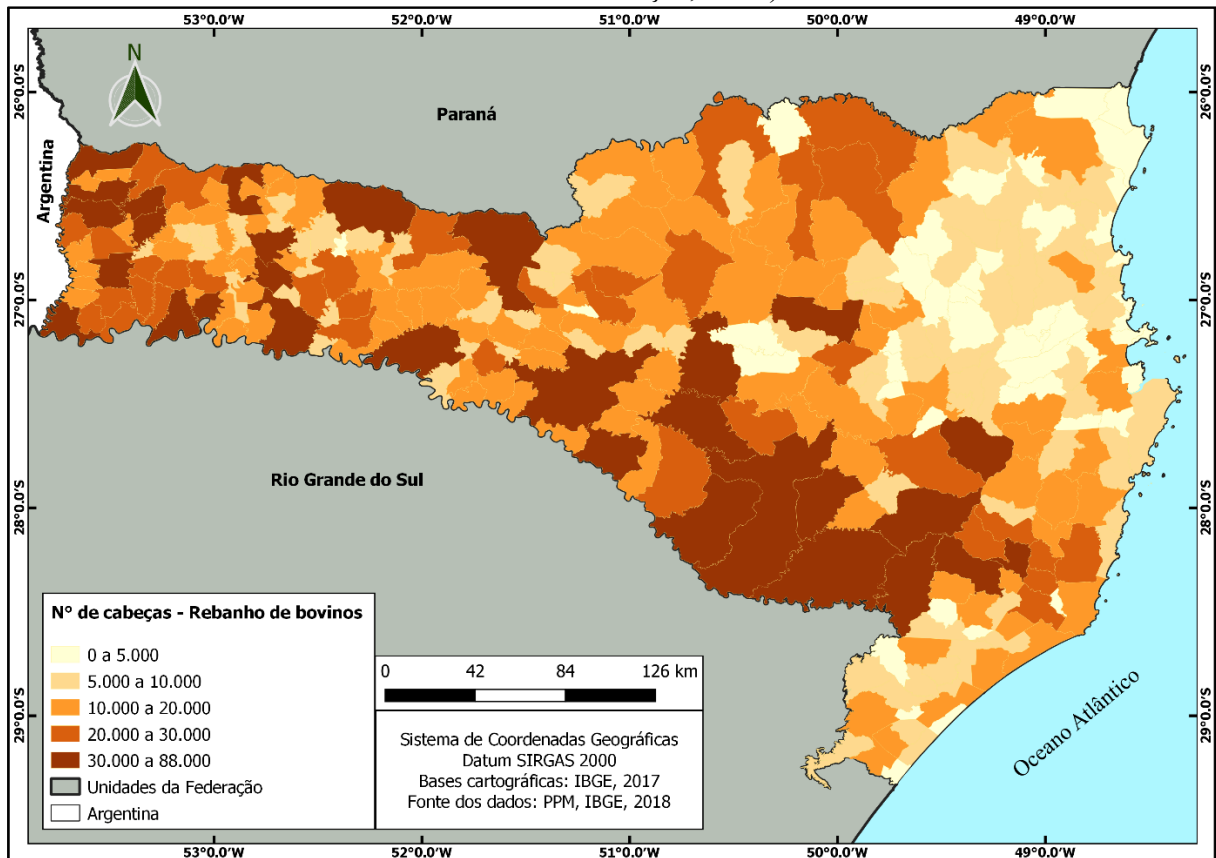 53°0.0'W 52°0.0'W 51°0.0'W 50°0.0'W 49°0.0'W
N
26°0.0'S
26°0.0'S
Paraná
Argentina
27°0.0'S
27°0.0'S
Rio Grande do Sul
28°0.0'S
28°0.0'S
N° de cabeças - Rebanho de bovinos
0 a 5.000
5.000 a 10.000
10.000 a 20.000
20.000 a 30.000
30.000 a 88.000
Unidades da Federação
Argentina
0 42 84 126 km
Sistema de Coordenadas Geográficas
Datum SIRGAS 2000
Bases cartográficas: IBGE, 2017
Fonte dos dados: PPM, IBGE, 2018
Oceano Atlântico
29°0.0'S
29°0.0'S
53°0.0'W 52°0.0'W 51°0.0'W 50°0.0'W 49°0.0'W